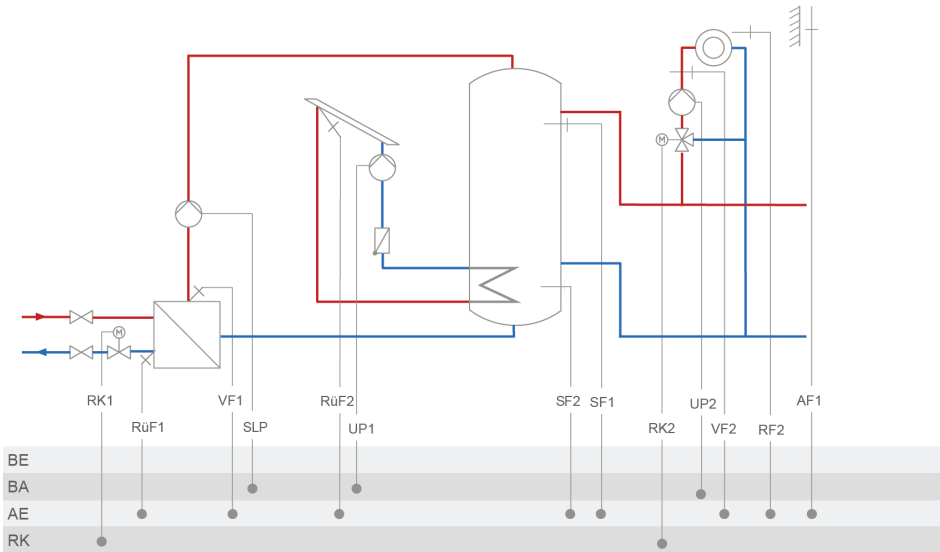 M
M
RK1
VF1
RüF2
SF2
SF1
UP2
AF1
RüF1
SLP
UP1
RK2
VF2
RF2
BE
BA
AE
RK